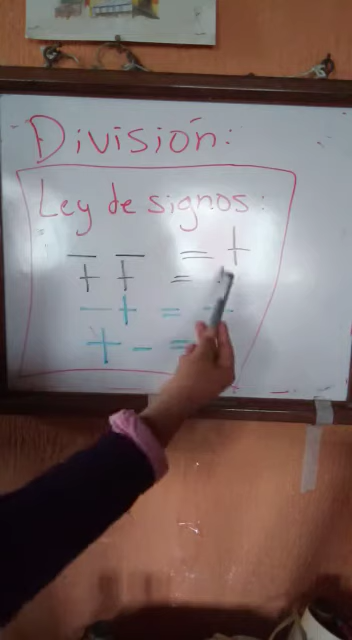 División:
Ley de signos:
- - = +
+ + =
- + = -
+ - =